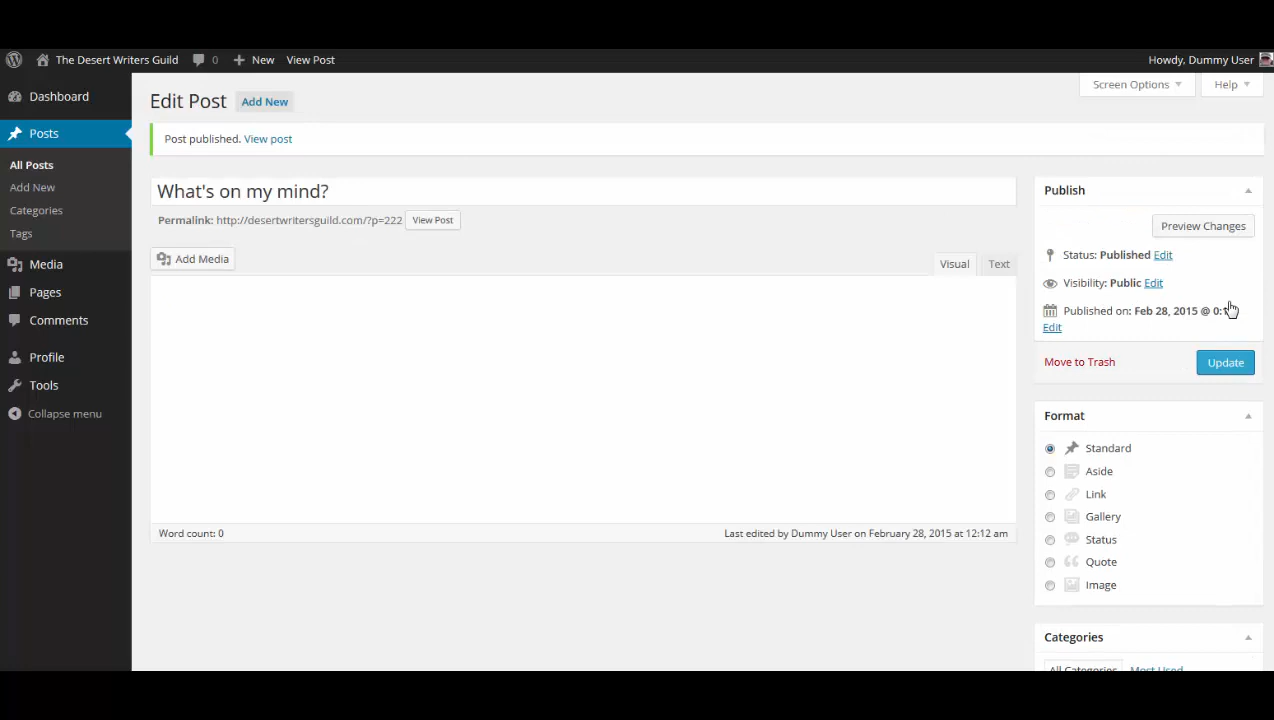 The Desert Writers Guild 0 New View Post Howdy, Dummy User
Screen Options Help
Dashboard
Posts
All Posts
Add New
Categories
Tags
Media
Pages
Comments
Profile
Tools
Collapse menu
Edit Post Add New
Post published. View post
What's on my mind?
Permalink: http://desertwritersguild.com/?p=222 View Post
Add Media
Visual Text
Word count: 0 Last edited by Dummy User on February 28, 2015 at 12:12 am
Publish
Preview Changes
Status: Published Edit
Visibility: Public Edit
Published on: Feb 28, 2015 @
Edit
Move to Trash Update
Format
Standard
Aside
Link
Gallery
Status
Quote
Image
Categories
All Categories Most Used